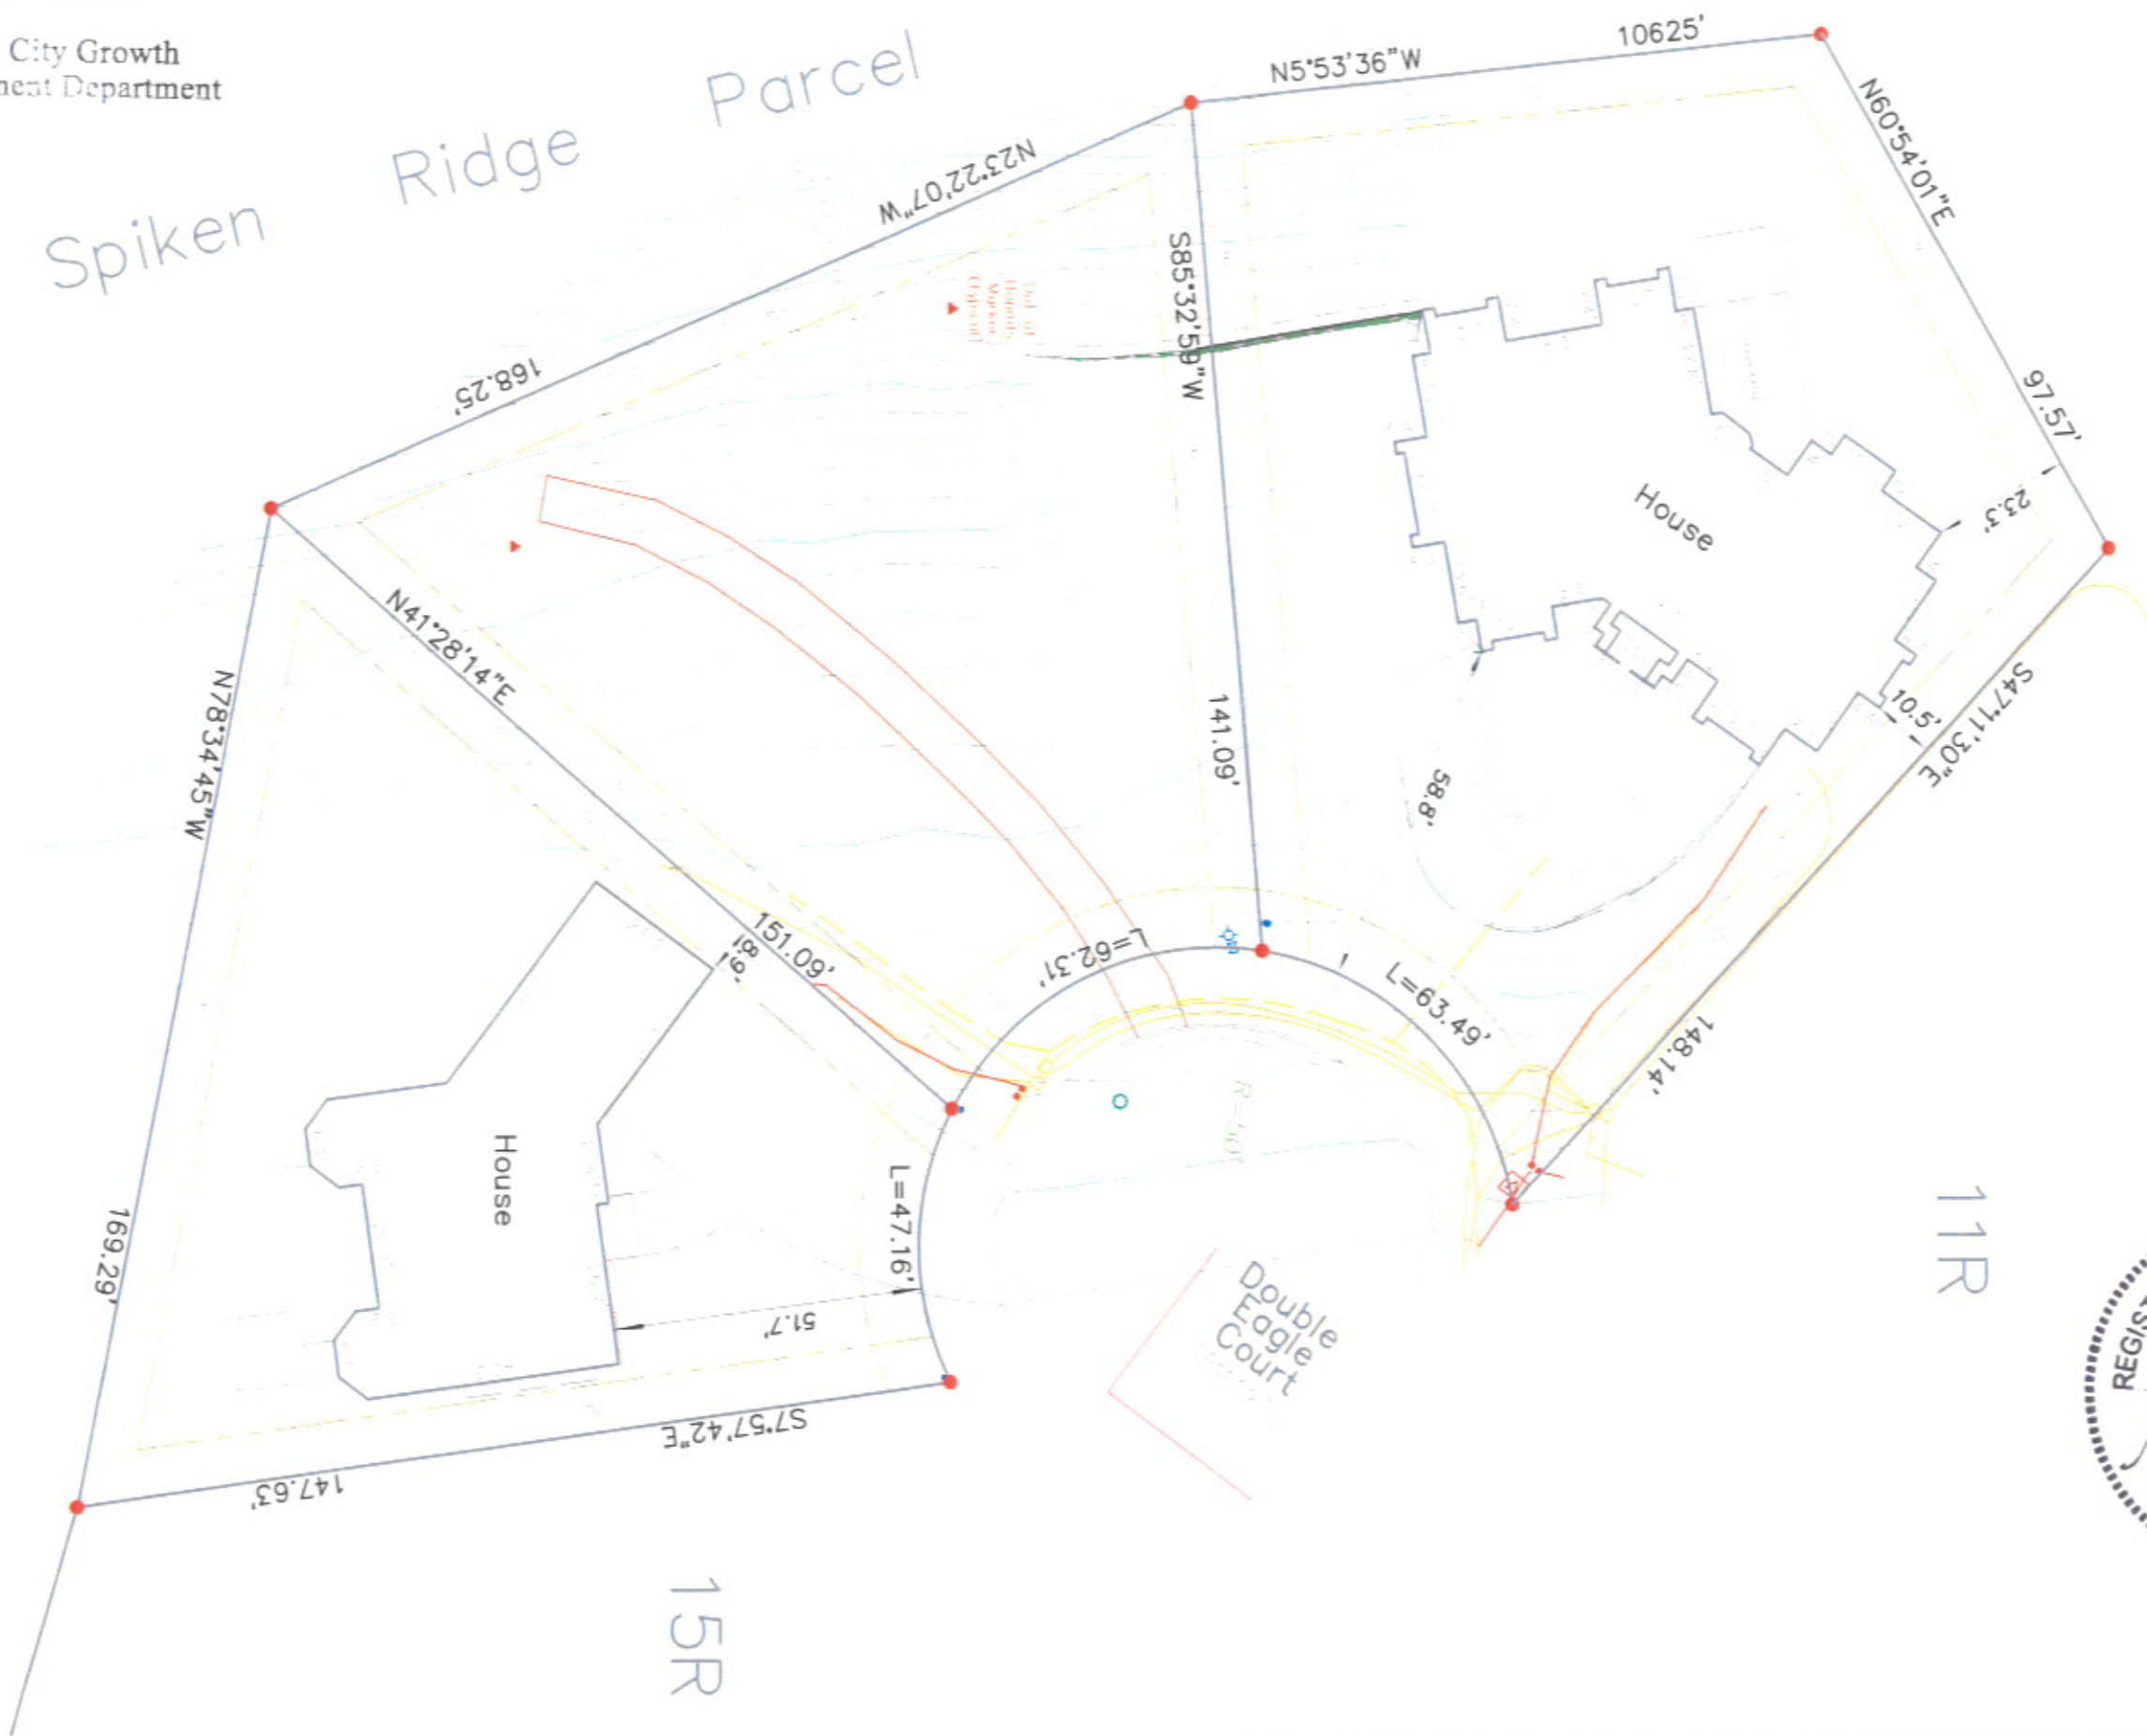 City Growth
Department
Spiken Ridge Parcel
N5°53'36"W
10625'
N60°54'01"E
97.57'
23.3'
N23°22'07"W
168.25'
S85°32'59"W
141.09'
House
10.5'
S47°11'30"E
148.14'
58.8'
N41°28'14"E
151.09'
N78°34'45"W
169.29'
L=62.31'
L=63.49'
L=47.16'
House
51.7'
S7°57'42"E
147.63'
Double
Eagle
Court
11R
15R